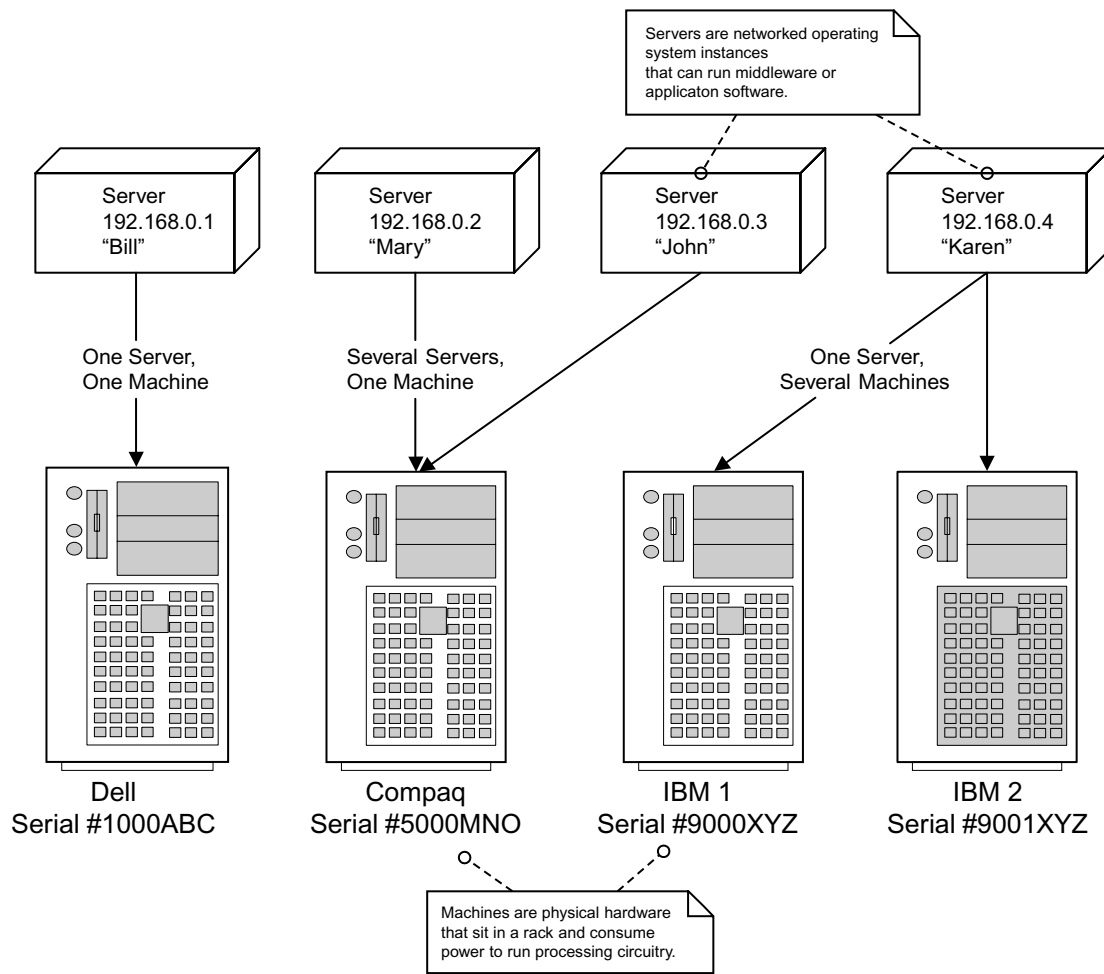 Servers are networked operating
system instances
that can run middleware or
applicaton software.
Server
192.168.0.1
“Bill”
Server
192.168.0.2
“Mary”
Server
192.168.0.3
“John”
Server
192.168.0.4
“Karen”
One Server,
One Machine
Several Servers,
One Machine
One Server,
Several Machines
Dell
Serial #1000ABC
Compaq
Serial #5000MNO
IBM 1
Serial #9000XYZ
IBM 2
Serial #9001XYZ
Machines are physical hardware
that sit in a rack and consume
power to run processing circuitry.